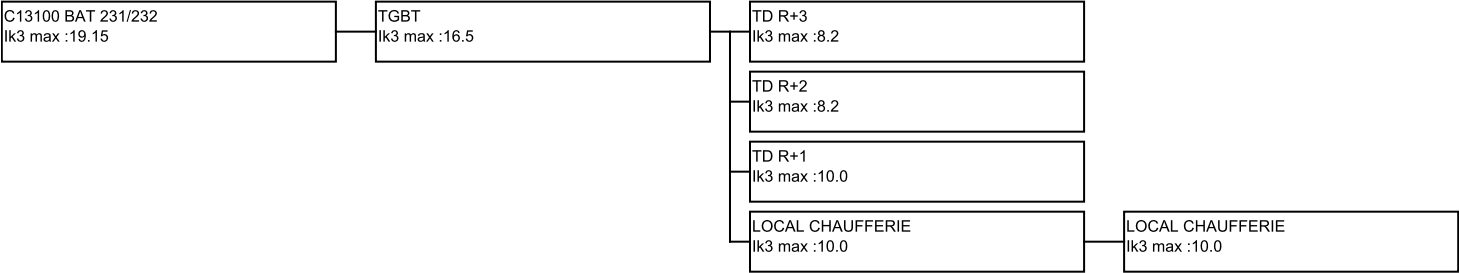 C13100 BAT 231/232
Ik3 max :19.15
TGBT
Ik3 max :16.5
TD R+3
Ik3 max :8.2
TD R+2
Ik3 max :8.2
TD R+1
Ik3 max :10.0
LOCAL CHAUFFERIE
Ik3 max :10.0
LOCAL CHAUFFERIE
Ik3 max :10.0